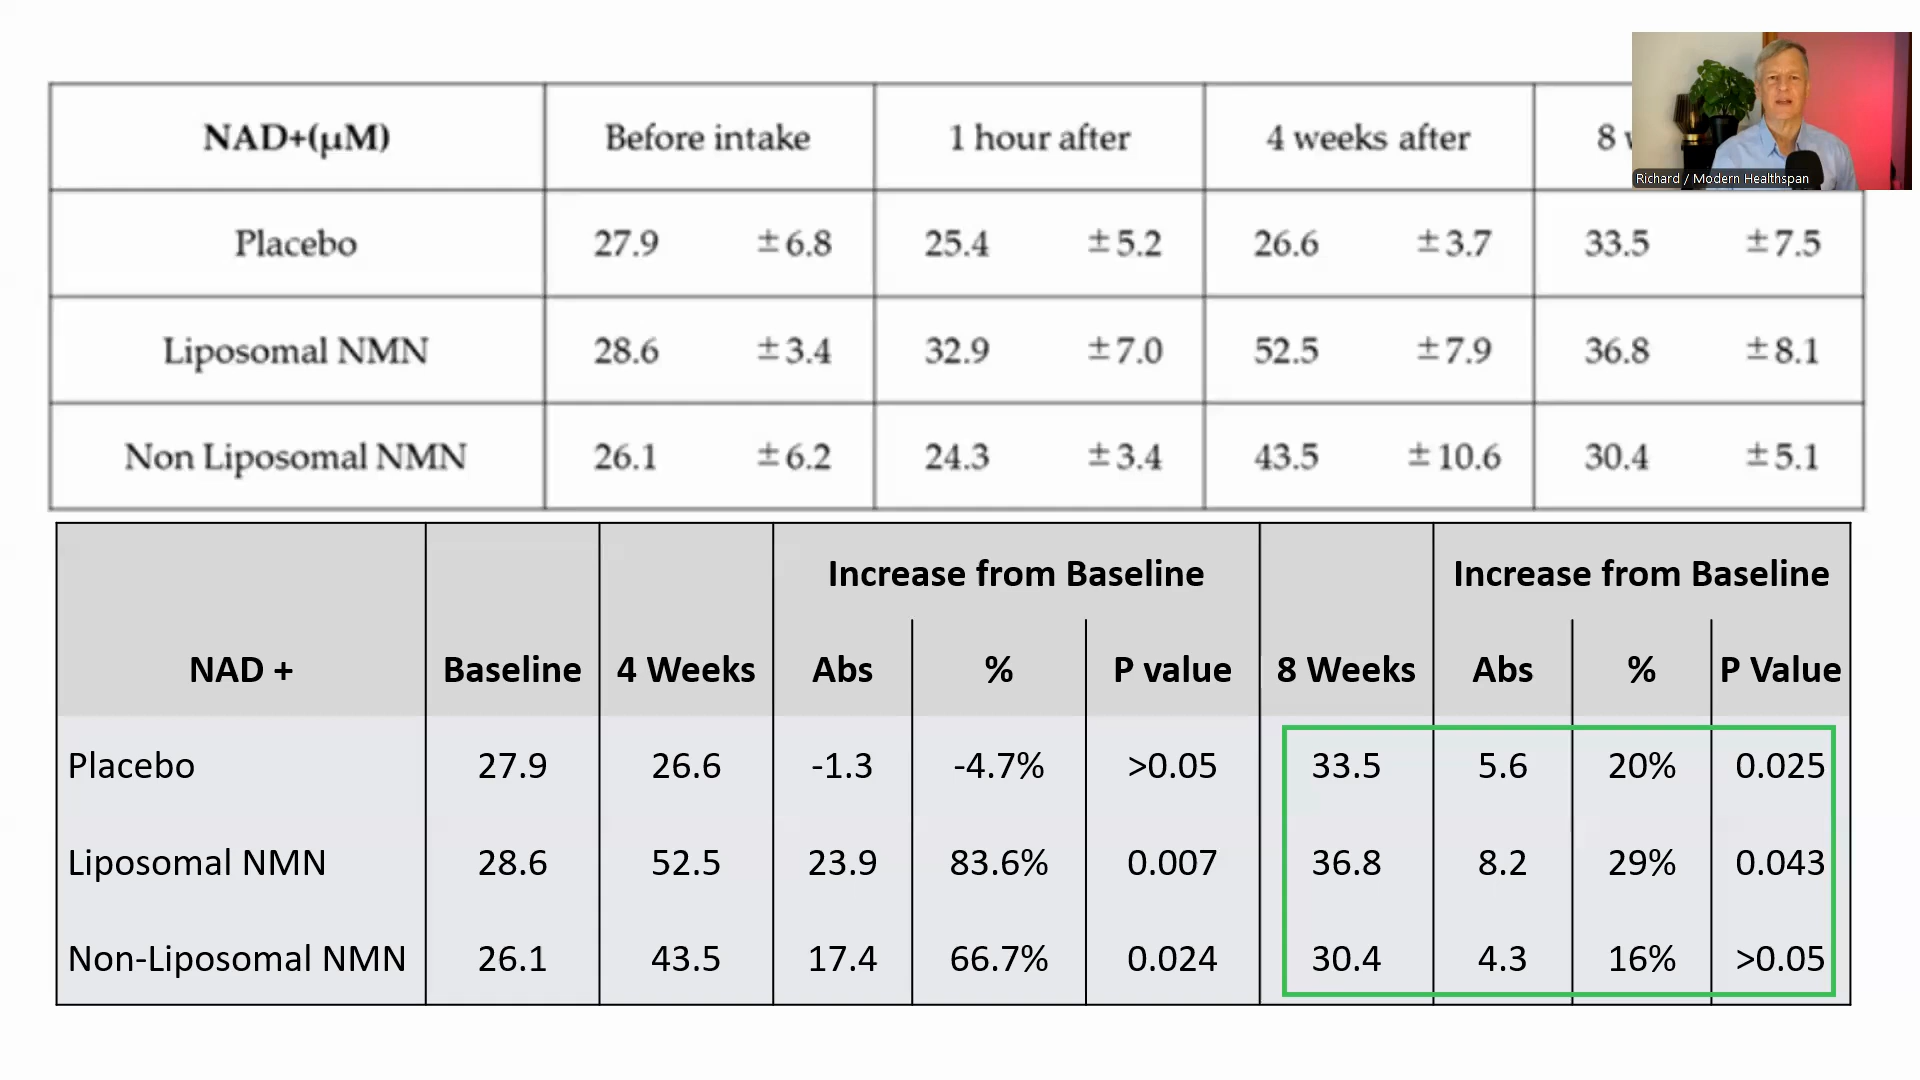 NAD+(μM) Before intake 1 hour after 4 weeks after 8
Richard / Modern Healthspan
Placebo 27.9 ±6.8 25.4 ±5.2 26.6 ±3.7 33.5 ±7.5
Liposomal NMN 28.6 ±3.4 32.9 ±7.0 52.5 ±7.9 36.8 ±8.1
Non Liposomal NMN 26.1 ±6.2 24.3 ±3.4 43.5 ±10.6 30.4 ±5.1
Increase from Baseline Increase from Baseline
NAD + Baseline 4 Weeks Abs % P value 8 Weeks Abs % P Value
Placebo 27.9 26.6 -1.3 -4.7% >0.05 33.5 5.6 20% 0.025
Liposomal NMN 28.6 52.5 23.9 83.6% 0.007 36.8 8.2 29% 0.043
Non-Liposomal NMN 26.1 43.5 17.4 66.7% 0.024 30.4 4.3 16% >0.05